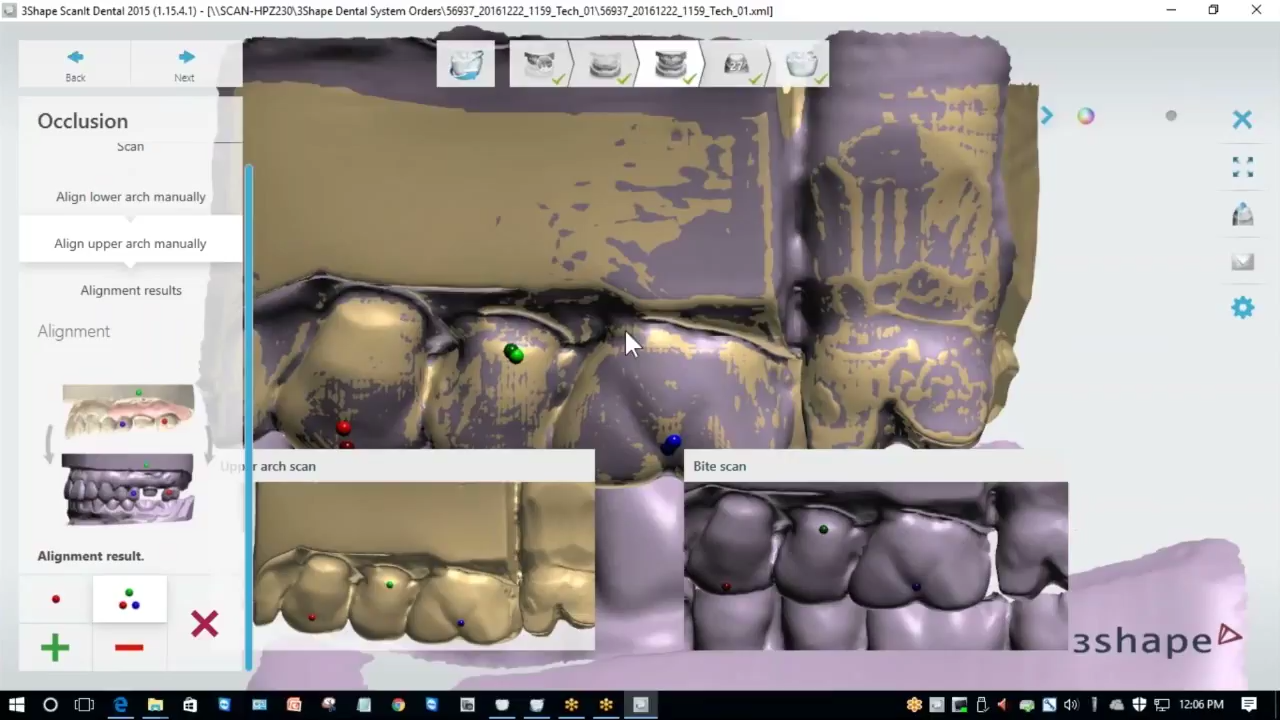 3Shape ScanIt Dental 2015 (1.15.4.1) - [\\SCAN-HPZ230\3Shape Dental System Orders\56937_20161222_1159_Tech_01\56937_20161222_1159_Tech_01.xml]
Back
Next
27
Occlusion
Scan
Align lower arch manually
Align upper arch manually
Alignment results
Alignment
Upper arch scan
Bite scan
Alignment result.
3shape
12:06 PM